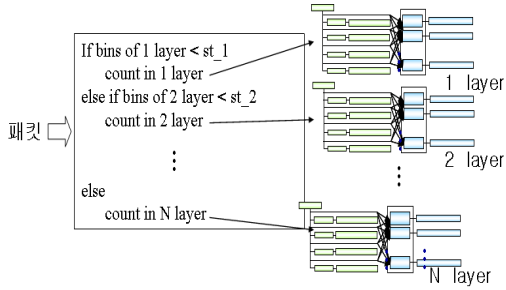 If bins of 1 layer < st_1
count in 1 layer
else if bins of 2 layer < st_2
count in 2 layer
패킷
else
count in N layer
1 layer
2 layer
N layer